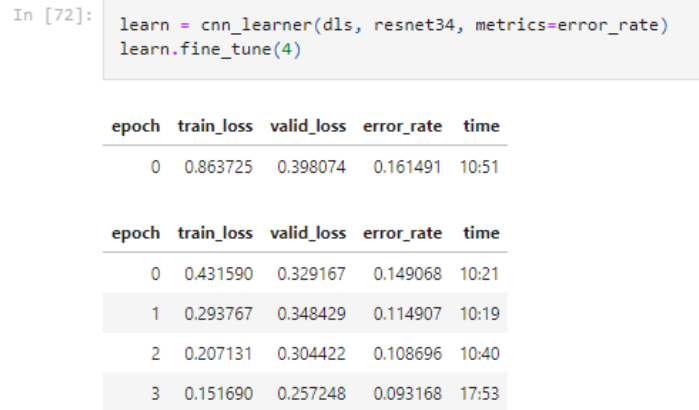 In [72]:
learn = cnn_learner(dls, resnet34, metrics=error_rate)
learn.fine_tune(4)
epoch train_loss valid_loss error_rate time
0 0.863725 0.398074 0.161491 10:51
epoch train_loss valid_loss error_rate time
0 0.431590 0.329167 0.149068 10:21
1 0.293767 0.348429 0.114907 10:19
2 0.207131 0.304422 0.108696 10:40
3 0.151690 0.257248 0.093168 17:53